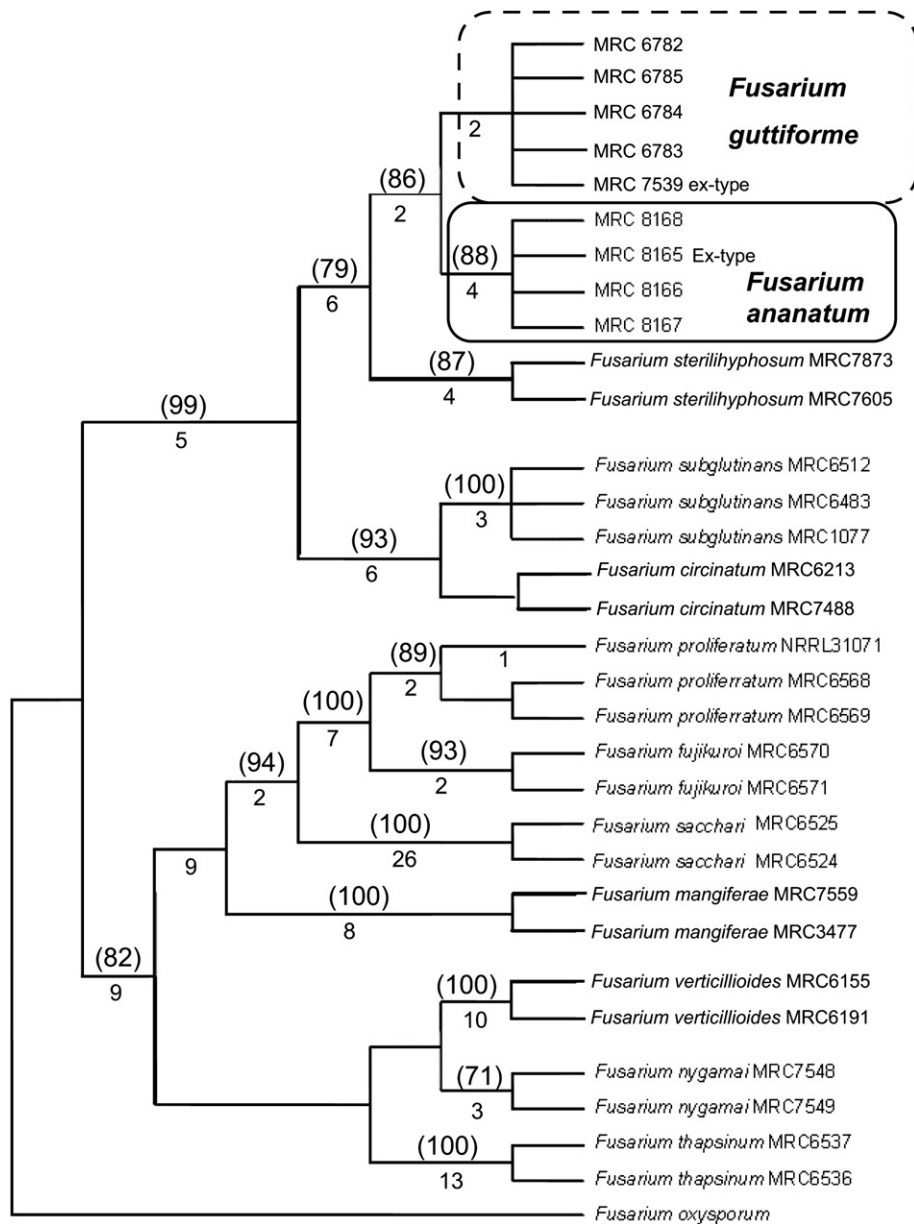 MRC 6782
MRC 6785
Fusarium
(86)
2
2
MRC 6784
guttiforme
MRC 6783
MRC 7539 ex-type
MRC 8168
(79)
6
(88)
4
MRC 8165 Ex-type
Fusarium
MRC 8166
ananatum
MRC 8167
(87)
4
Fusarium sterilihyphosum MRC7873
Fusarium sterilihyphosum MRC7605
(99)
5
Fusarium subglutinans MRC6512
(100)
3
Fusarium subglutinans MRC6483
Fusarium subglutinans MRC1077
(93)
6
Fusarium circinatum MRC6213
Fusarium circinatum MRC7488
Fusarium proliferatum NRRL31071
(89)
2
1
Fusarium proliferratum MRC6568
(100)
7
Fusarium proliferratum MRC6569
(93)
2
Fusarium fujikuroi MRC6570
Fusarium fujikuroi MRC6571
(94)
2
(100)
26
Fusarium sacchari MRC6525
Fusarium sacchari MRC6524
9
(100)
8
Fusarium mangiferae MRC7559
Fusarium mangiferae MRC3477
(82)
9
(100)
10
Fusarium verticillioides MRC6155
Fusarium verticillioides MRC6191
(71)
3
Fusarium nygamai MRC7548
Fusarium nygamai MRC7549
(100)
13
Fusarium thapsinum MRC6537
Fusarium thapsinum MRC6536
Fusarium oxysporum